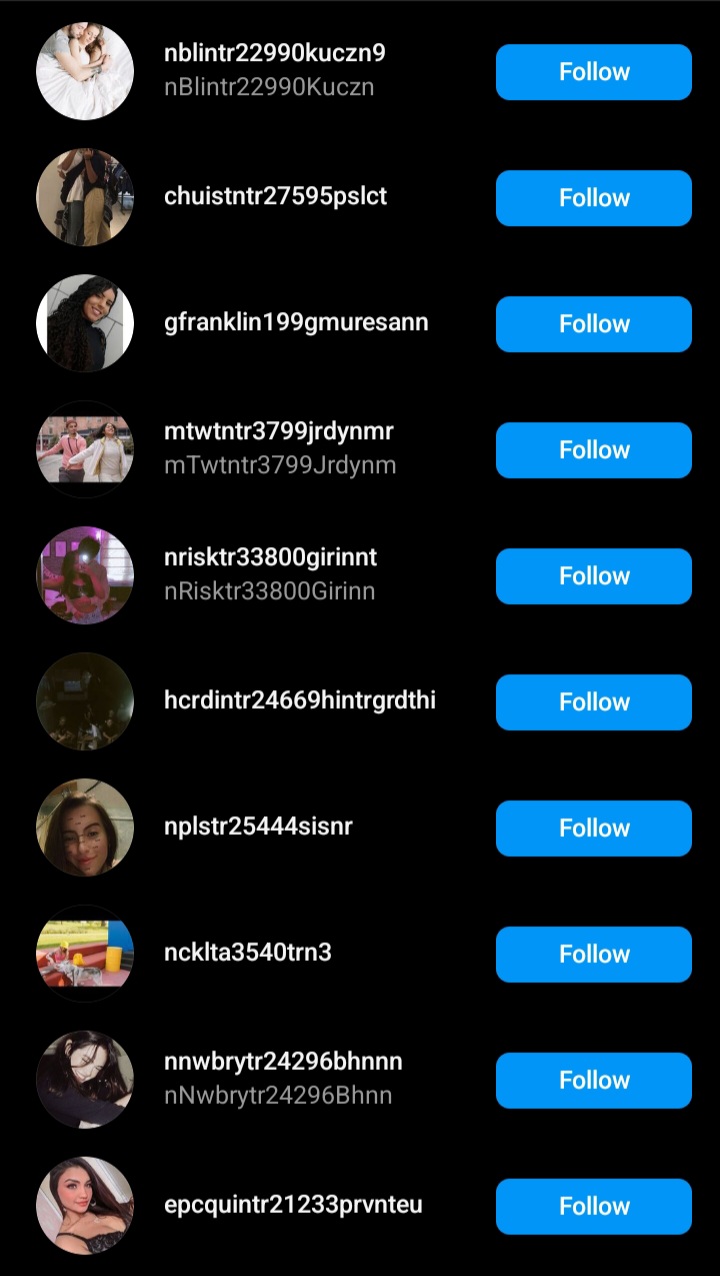 nblintr22990kuczn9
nBlintr22990Kuczn
Follow
chuistntr27595pslct
Follow
gfranklin199gmuresann
Follow
mtwtntr3799jrdynmr
mTwtntr3799Jrdynm
Follow
nrisktr33800girinnt
nRisktr33800Girinn
Follow
hcrdintr24669hintrgrdthi
Follow
nplstr25444sisnr
Follow
ncklta3540trn3
Follow
nnwbrytr24296bhnnn
nNwbrytr24296Bhnn
Follow
epcquintr21233prvnteu
Follow